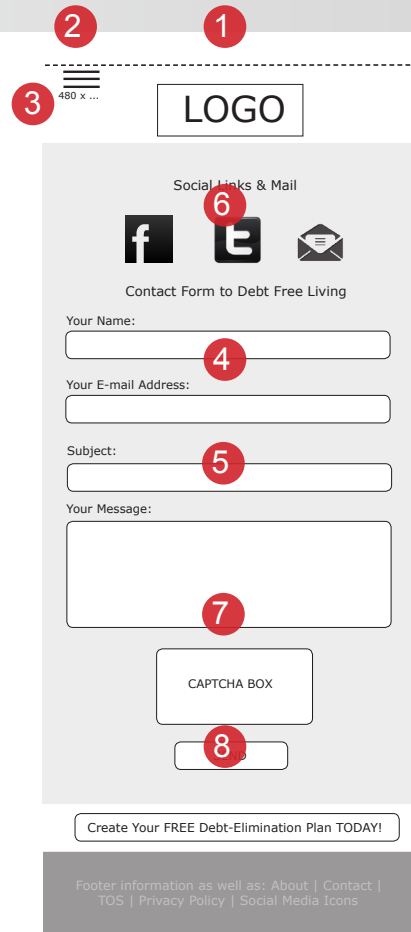 2
1
3
480 x ...
LOGO
Social Links & Mail
6
f
t
Contact Form to Debt Free Living
Your Name:
4
Your E-mail Address:
Subject:
5
Your Message:
7
CAPTCHA BOX
8
Create Your FREE Debt-Elimination Plan TODAY!
Footer information as well as: About | Contact |
TOS | Privacy Policy | Social Media Icons